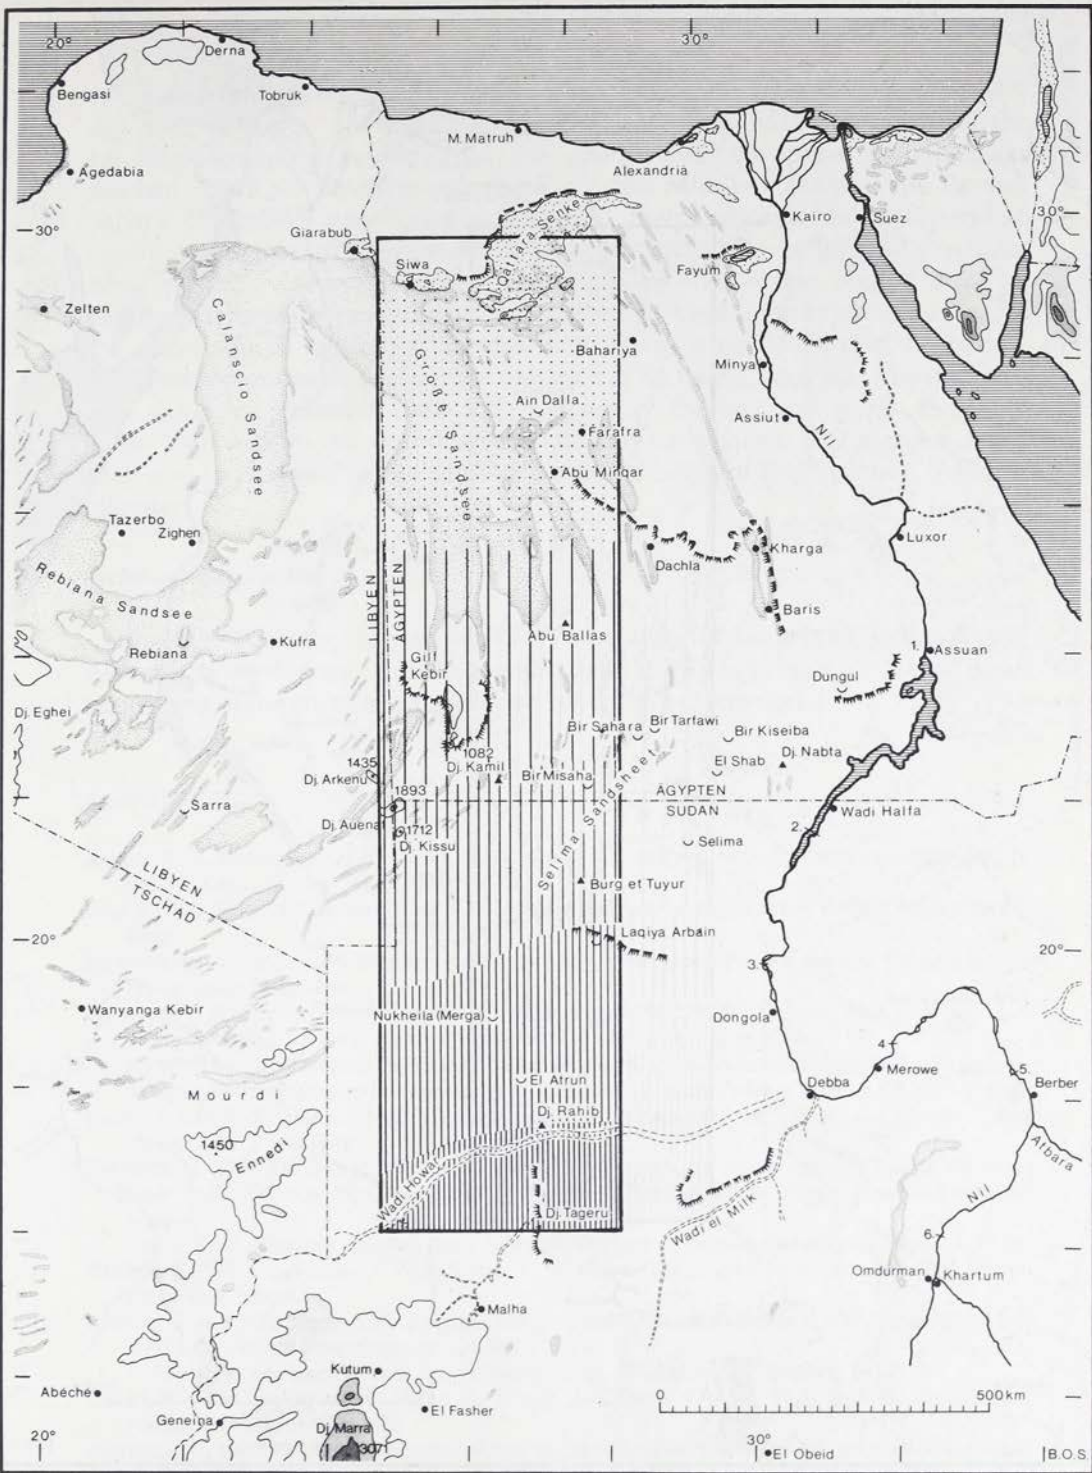 20°
30°
Derna
Bengasi
Tobruk
M. Matruh
Agedabia
Alexandria
30°
Giarabub
Kairo
Suez
30°
Siwa
Qattara Senke
Fayum
Zelten
Calanscio Sandsee
Große Sandsee
Bahariya
Minya
Ain Dalla
Assiut
Nil
Farafra
Abu Minqar
Tazerbo
Zighen
Luxor
Kharga
Dachla
Rebiana Sandsee
LIBYEN
ÄGYPTEN
Baris
Abu Ballas
Rebiana
Kufra
1.
Assuan
Gilf
Kebir
Dungul
Dj. Eghei
Bir Sahara
Bir Tarfawi
Bir Kiseiba
1082
Dj. Nabta
1435
Dj. Kamil
El Shab
Dj. Arkenu
Bir Misaha
1893
ÄGYPTEN
Sarra
SUDAN
Wadi Halfa
Dj. Auenat
1712
2.
Dj. Kissu
Selima
Selima Sandsheet
LIBYEN
TSCHAD
Burg et Tuyur
Laqiya Arbain
20°
20°
3.
Wanyanga Kebir
Nukheila (Merga)
Dongola
4.
Merowe
5.
El Atrun
Debba
Berber
Mourdi
Dj. Rahib
1450
Ennedi
Atbara
Wadi Howar
Nil
Dj. Tageru
Wadi el Milk
6.
Omdurman
Khartum
Malha
Kutum
0
500 km
Abéché
El Fasher
Geneina
Dj. Marra
20°
3071
30°
El Obeid
B.O.S.